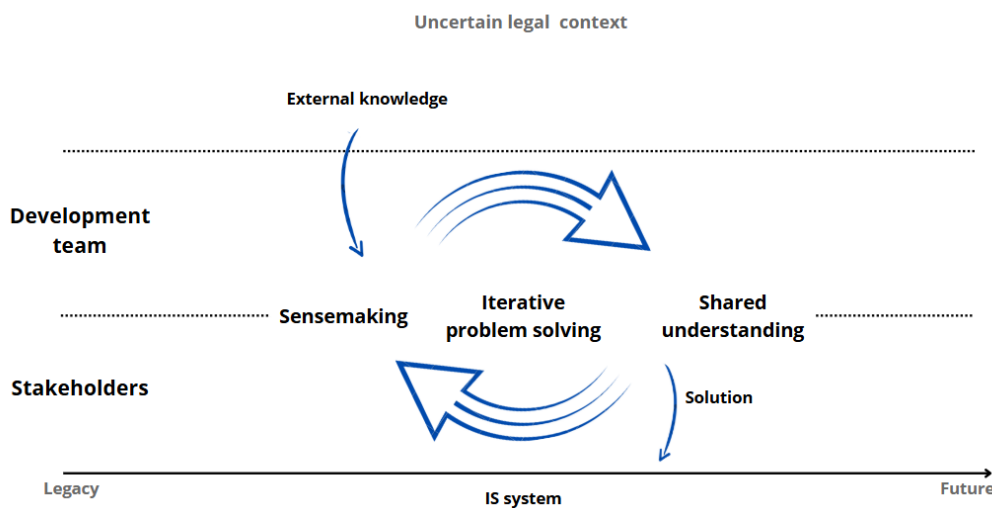 Uncertain legal context
External knowledge
Development
team
Sensemaking
Iterative
problem solving
Shared
understanding
Stakeholders
Solution
Legacy
IS system
Future